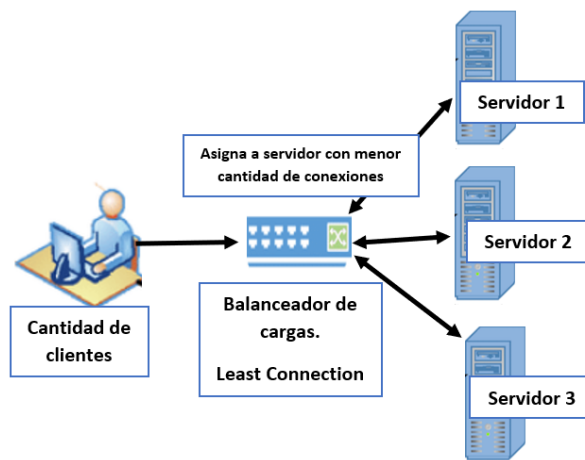 Servidor 1
Asigna a servidor con menor
cantidad de conexiones
Servidor 2
Cantidad de
clientes
Balanceador de
cargas.
Least Connection
Servidor 3